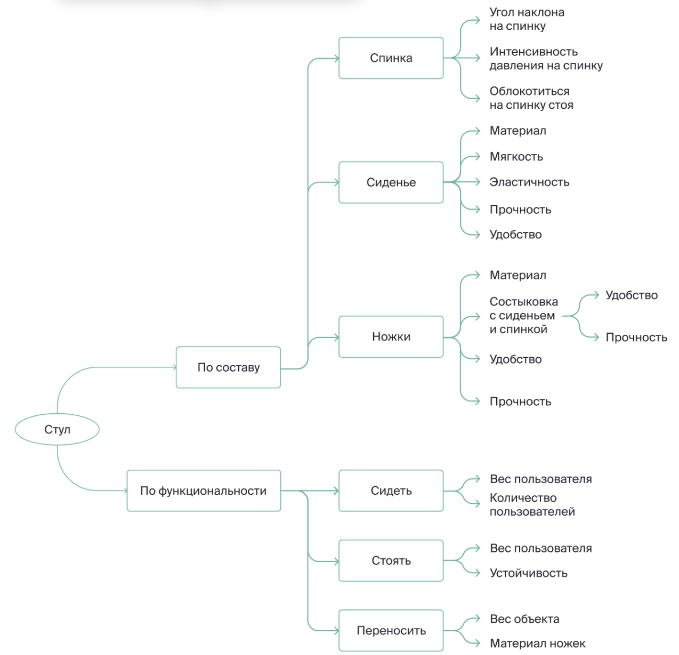 Угол наклона
на спинку
Спинка
Интенсивность
давления на спинку
Облокотиться
на спинку стоя
Материал
Мягкость
Сиденье
Эластичность
Прочность
Удобство
Материал
Состыковка
с сиденьем
и спинкой
Удобство
Прочность
Ножки
Удобство
Прочность
По составу
Стул
По функциональности
Сидеть
Вес пользователя
Количество
пользователей
Стоять
Вес пользователя
Устойчивость
Переносить
Вес объекта
Материал ножек